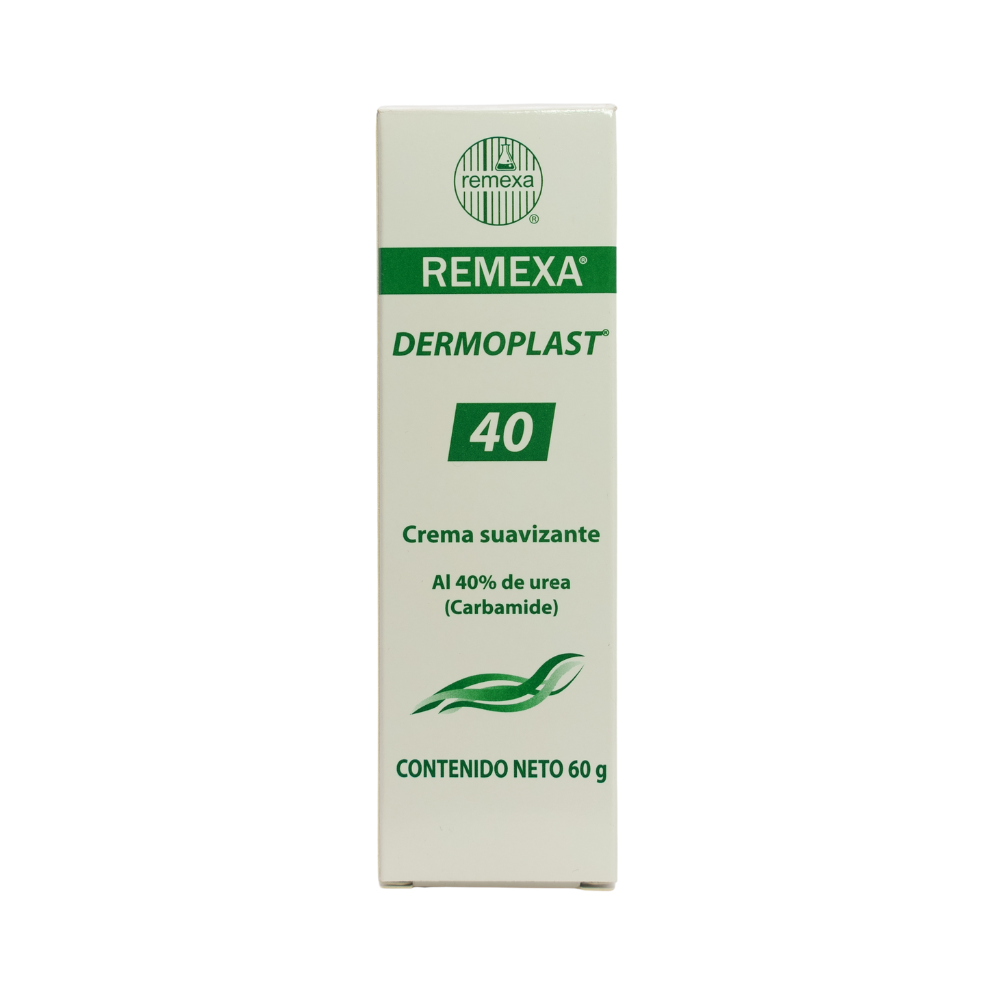 remexa
®
REMEXA®
DERMOPLAST®
40
Crema suavizante
Al 40% de urea
(Carbamide)
CONTENIDO NETO 60 g